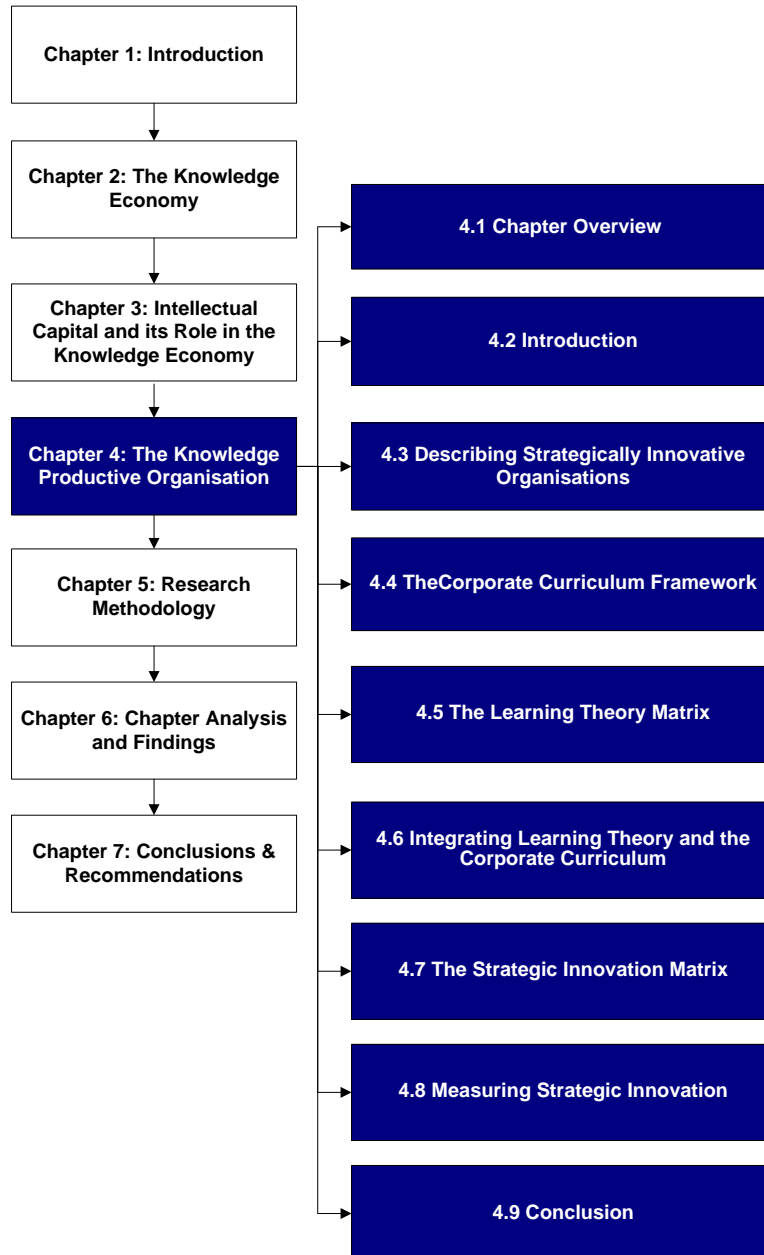 Chapter 1: Introduction
Chapter 2: The Knowledge
Economy
Chapter 3: Intellectual
Capital and its Role in the
Knowledge Economy
Chapter 4: The Knowledge
Productive Organisation
Chapter 5: Research
Methodology
Chapter 6: Chapter Analysis
and Findings
Chapter 7: Conclusions &
Recommendations
4.1 Chapter Overview
4.2 Introduction
4.3 Describing Strategically Innovative
Organisations
4.4 TheCorporate Curriculum Framework
4.5 The Learning Theory Matrix
4.6 Integrating Learning Theory and the
Corporate Curriculum
4.7 The Strategic Innovation Matrix
4.8 Measuring Strategic Innovation
4.9 Conclusion